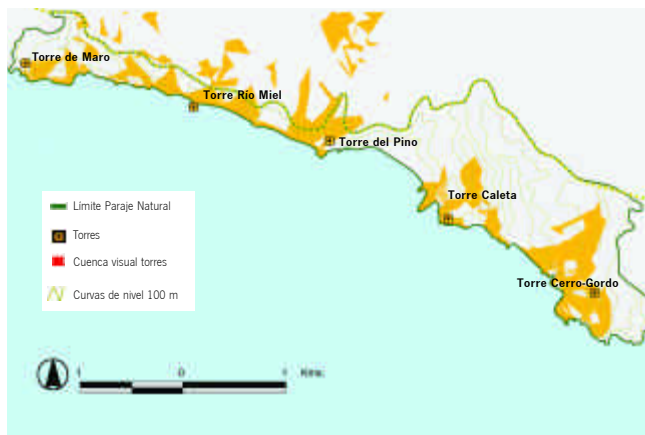 Torre de Maro
Torre Río Miel
Torre del Pino
Torre Caleta
Torre Cerro-Gordo
Límite Paraje Natural
Torres
Cuenca visual torres
Curvas de nivel 100 m
1 0 1 Kms.